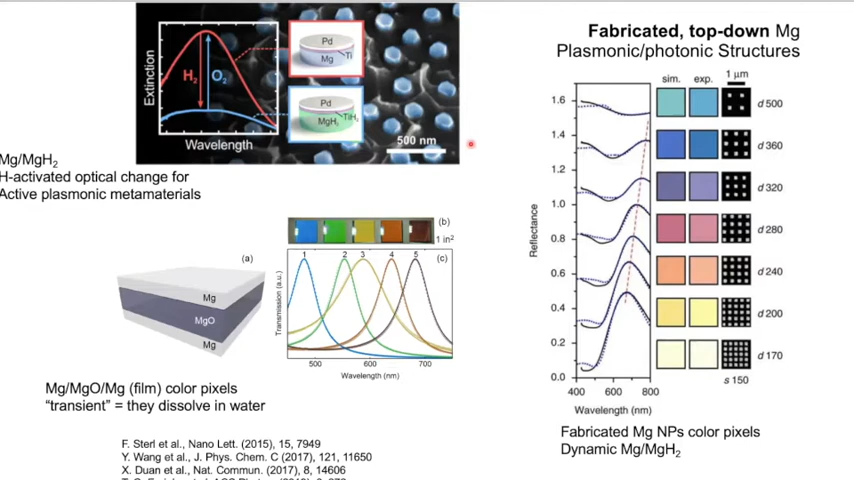 Fabricated, top-down Mg
Plasmonic/photonic Structures
Extinction
H2
O2
Wavelength
Pd
Mg
Ti
Pd
MgH2
TiH2
500 nm
Mg/MgH2
H-activated optical change for
Active plasmonic metamaterials
(a)
Mg
MgO
Mg
(b)
1 in2
(c)
1 2 3 4 5
Transmission (a.u.)
500 600 700
Wavelength (nm)
Mg/MgO/Mg (film) color pixels
“transient” = they dissolve in water
sim. exp. 1 μm
1.6
1.4
1.2
1.0
0.8
0.6
0.4
0.2
0.0
Reflectance
400 600 800
Wavelength (nm)
d 500
d 360
d 320
d 280
d 240
d 200
d 170
s 150
Fabricated Mg NPs color pixels
Dynamic Mg/MgH2
F. Sterl et al., Nano Lett. (2015), 15, 7949
Y. Wang et al., J. Phys. Chem. C (2017), 121, 11650
X. Duan et al., Nat. Commun. (2017), 8, 14606